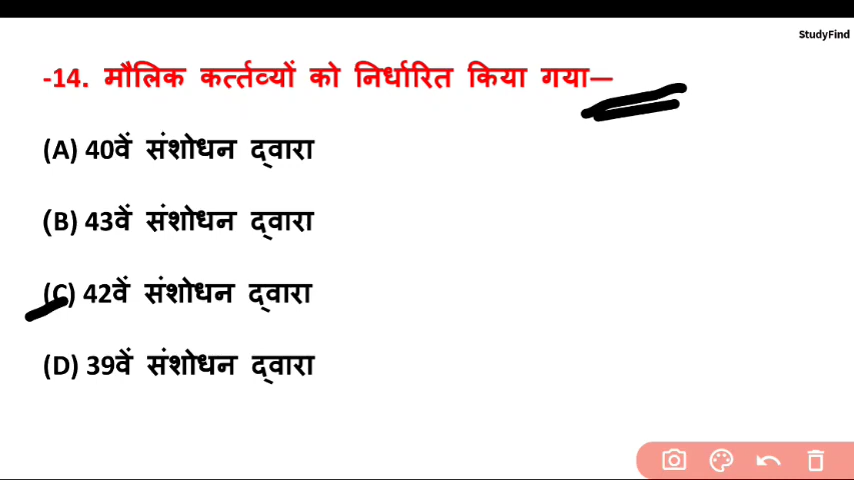 StudyFind
-14. मौलिक कर्त्तव्यों को निर्धारित किया गया—
(A) 40वें संशोधन द्वारा
(B) 43वें संशोधन द्वारा
(C) 42वें संशोधन द्वारा
(D) 39वें संशोधन द्वारा